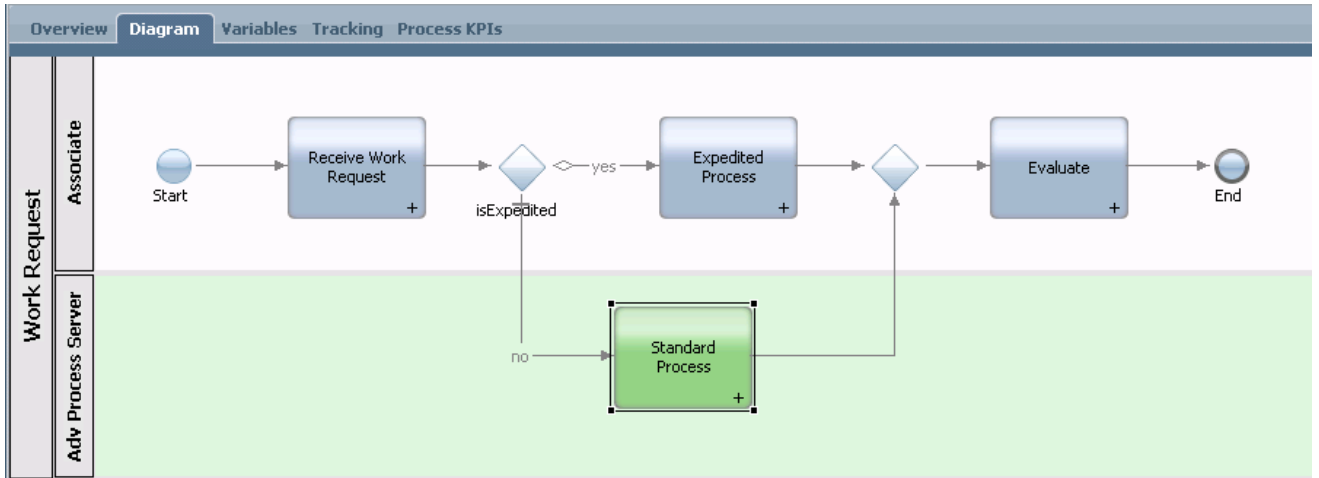 Overview Diagram Variables Tracking Process KPIs
Work Request
Associate
Start
Receive Work
Request
+
isExpedited
yes
Expedited
Process
+
Evaluate
+
End
Adv Process Server
no
Standard
Process
+